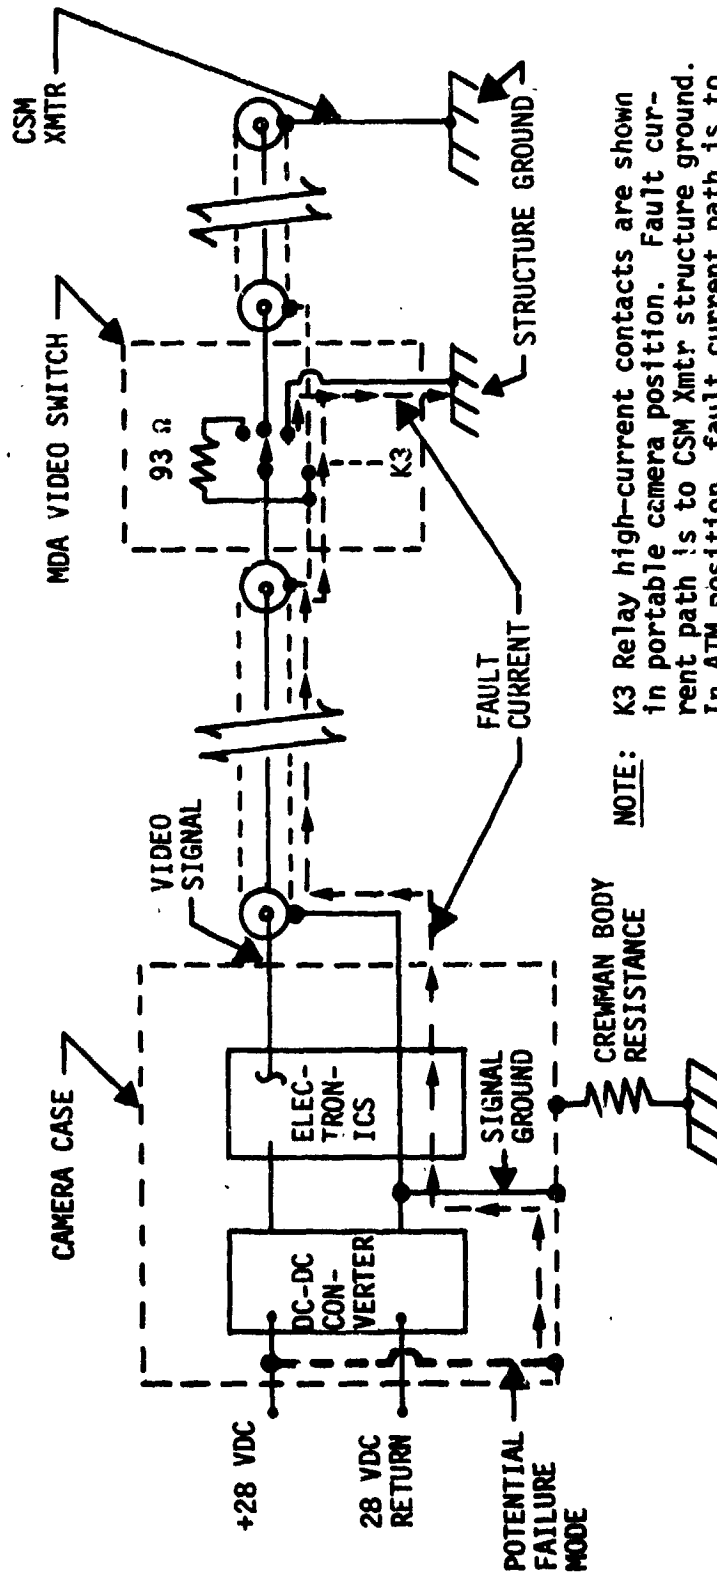 CAMERA CASE
MDA VIDEO SWITCH
CSM
XMTR
VIDEO
SIGNAL
93 Ω
+28 VDC
28 VDC
RETURN
DC-DC
CON-
VERTER
ELEC-
TRON-
ICS
SIGNAL
GROUND
K3
STRUCTURE GROUND
FAULT
CURRENT
POTENTIAL
FAILURE
MODE
CREWMAN BODY
RESISTANCE
NOTE: K3 Relay high-current contacts are shown
in portable camera position. Fault cur-
rent path is to CSM Xmtr structure ground.
In ATM position, fault current path is to